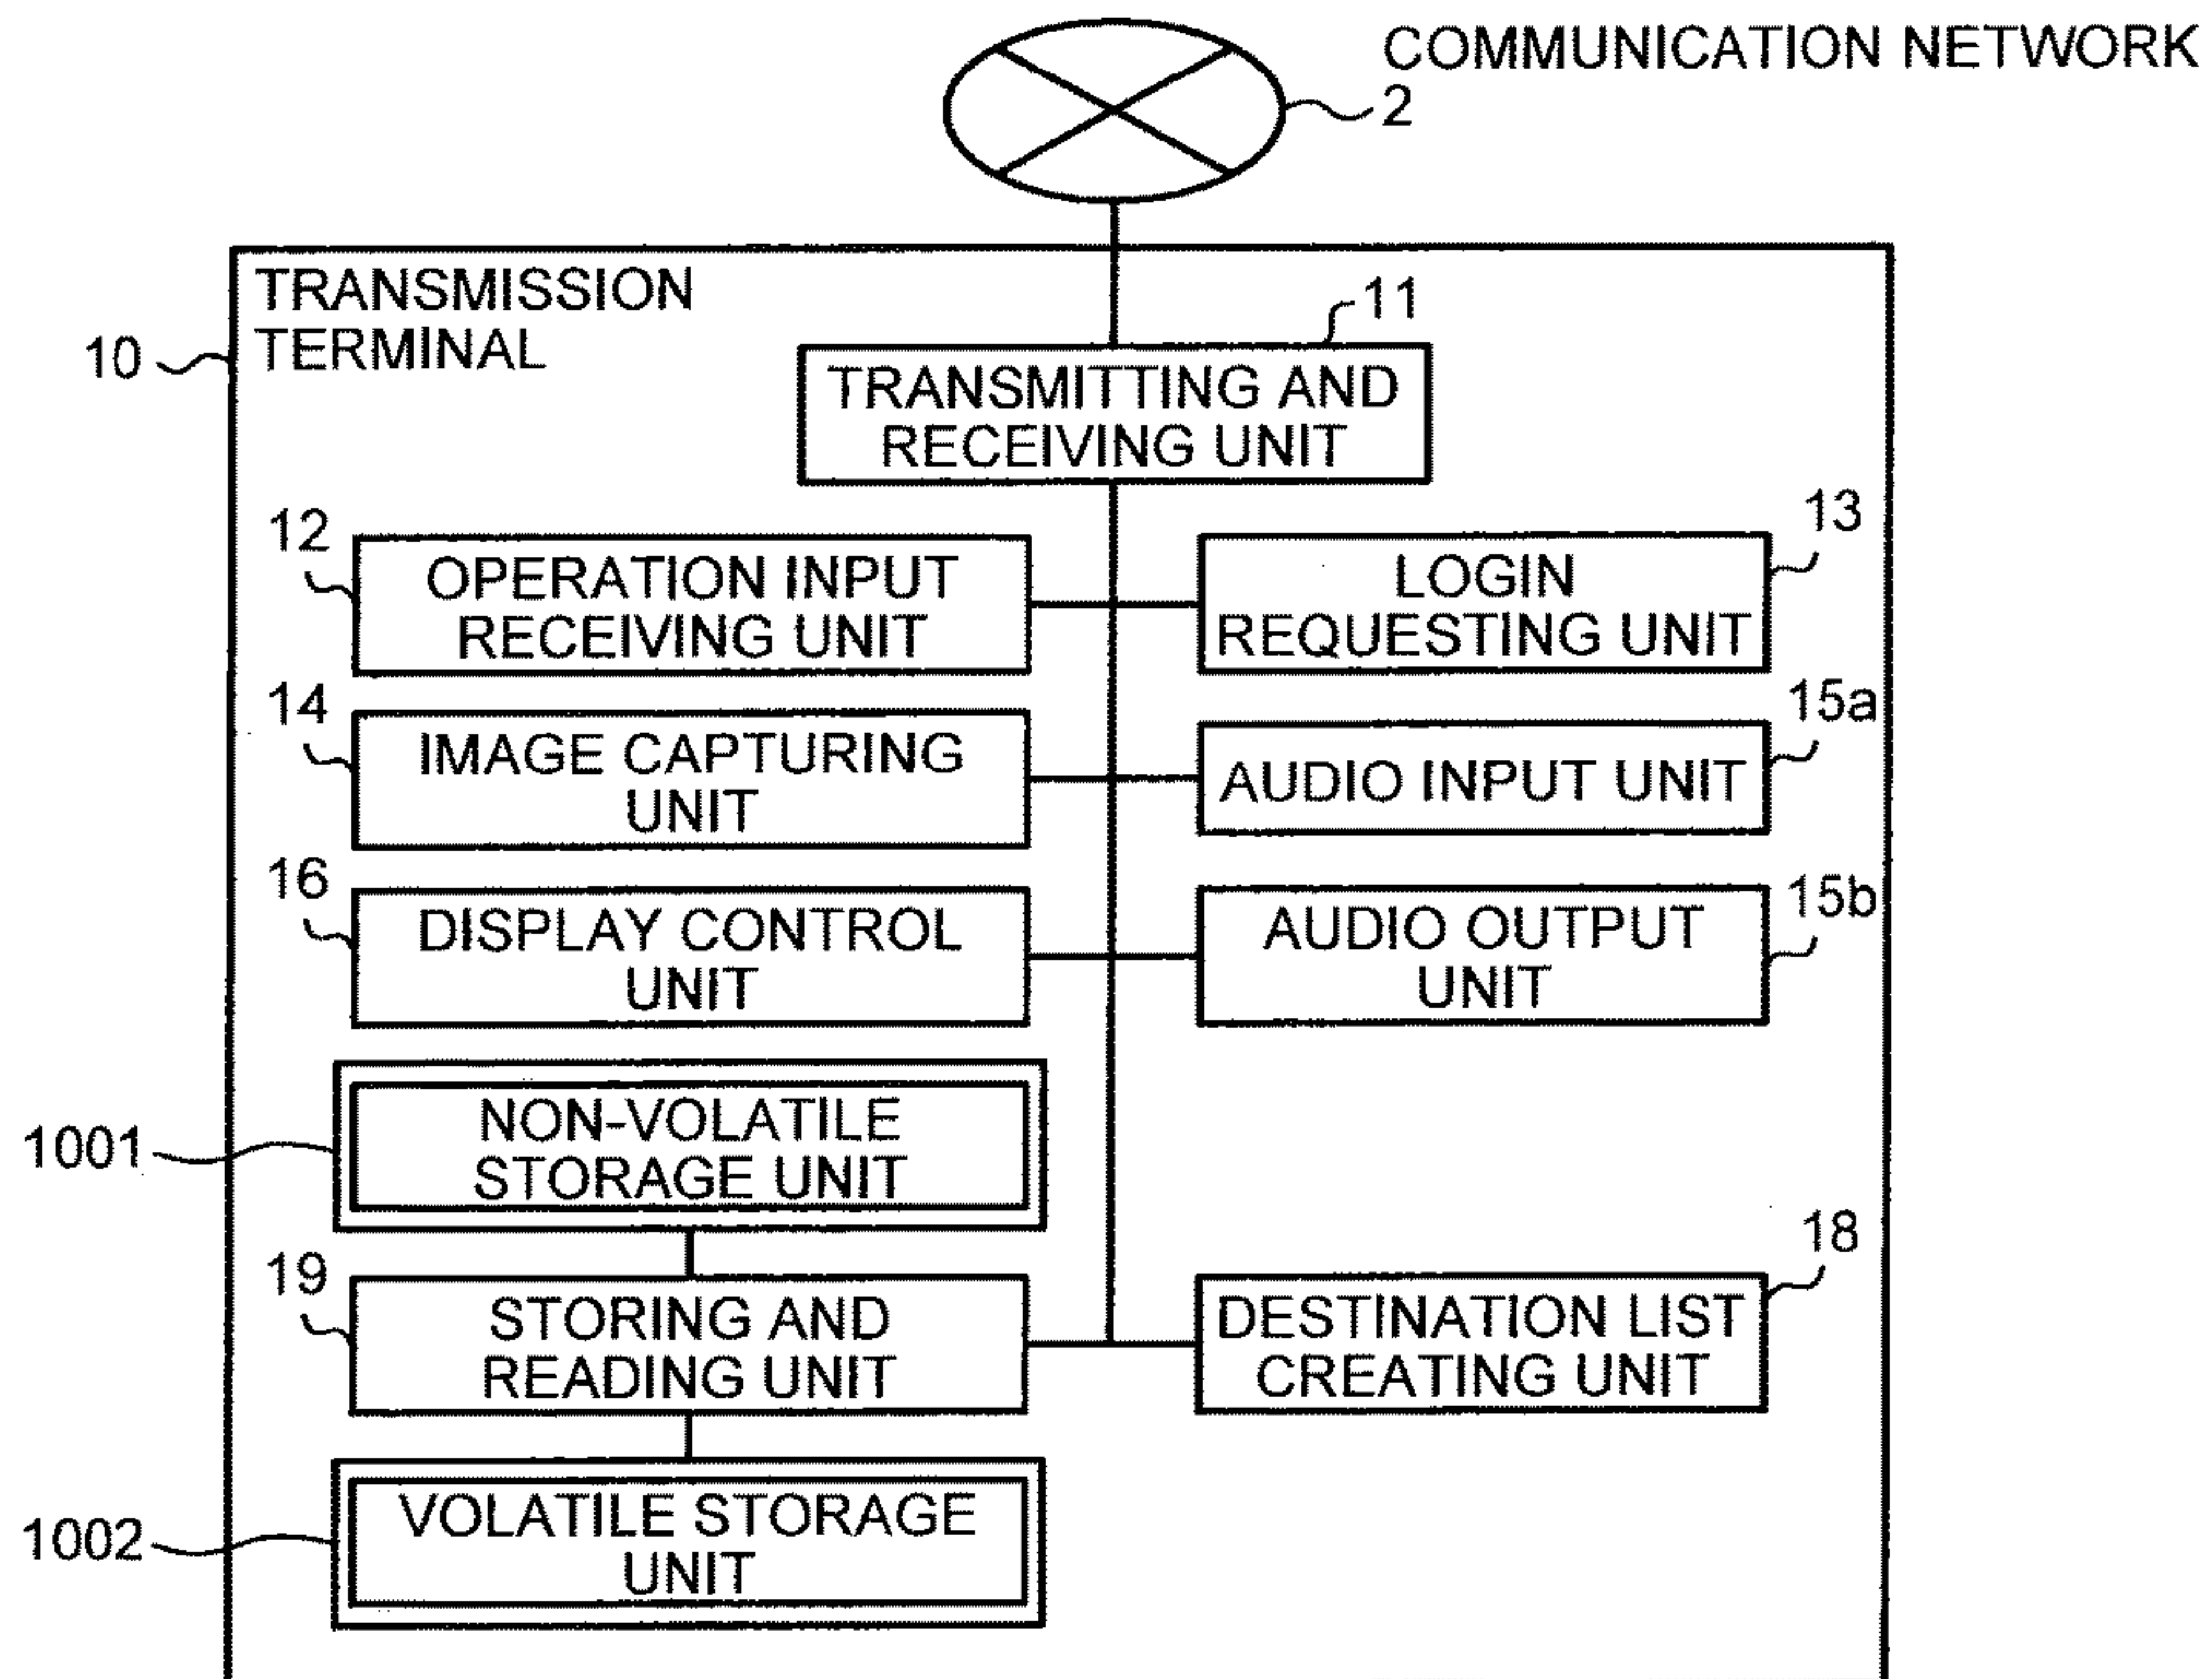 COMMUNICATION NETWORK
2
TRANSMISSION
TERMINAL
10
11
TRANSMITTING AND
RECEIVING UNIT
12
OPERATION INPUT
RECEIVING UNIT
13
LOGIN
REQUESTING UNIT
14
IMAGE CAPTURING
UNIT
15a
AUDIO INPUT UNIT
16
DISPLAY CONTROL
UNIT
15b
AUDIO OUTPUT
UNIT
1001
NON-VOLATILE
STORAGE UNIT
19
STORING AND
READING UNIT
18
DESTINATION LIST
CREATING UNIT
1002
VOLATILE STORAGE
UNIT